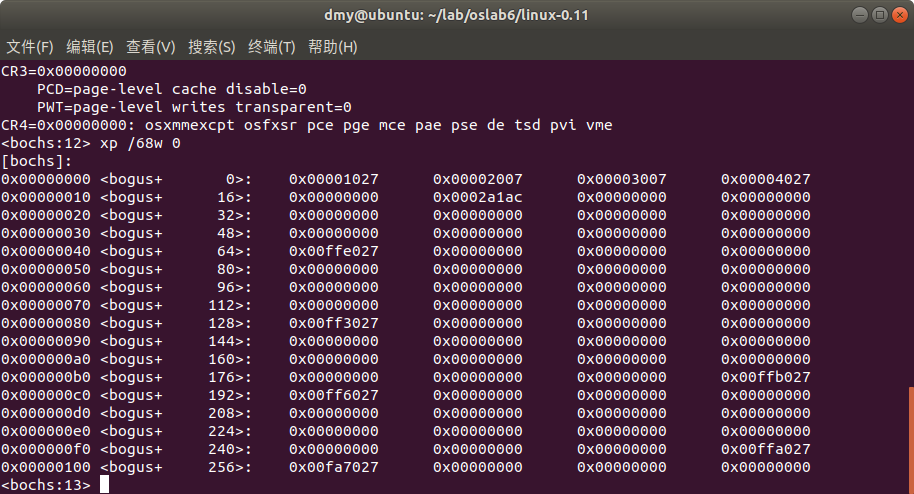 dmy@ubuntu: ~/lab/oslab6/linux-0.11
文件(F) 编辑(E) 查看(V) 搜索(S) 终端(T) 帮助(H)
CR3=0x00000000
    PCD=page-level cache disable=0
    PWT=page-level writes transparent=0
CR4=0x00000000: osxmmexcpt osfxsr pce pge mce pae pse de tsd pvi vme
<bochs:12> xp /68w 0
[bochs]:
0x00000000 <bogus+       0>:    0x00001027      0x00002007      0x00003007      0x00004027
0x00000010 <bogus+      16>:    0x00000000      0x0002a1ac      0x00000000      0x00000000
0x00000020 <bogus+      32>:    0x00000000      0x00000000      0x00000000      0x00000000
0x00000030 <bogus+      48>:    0x00000000      0x00000000      0x00000000      0x00000000
0x00000040 <bogus+      64>:    0x00ffe027      0x00000000      0x00000000      0x00000000
0x00000050 <bogus+      80>:    0x00000000      0x00000000      0x00000000      0x00000000
0x00000060 <bogus+      96>:    0x00000000      0x00000000      0x00000000      0x00000000
0x00000070 <bogus+     112>:    0x00000000      0x00000000      0x00000000      0x00000000
0x00000080 <bogus+     128>:    0x00ff3027      0x00000000      0x00000000      0x00000000
0x00000090 <bogus+     144>:    0x00000000      0x00000000      0x00000000      0x00000000
0x000000a0 <bogus+     160>:    0x00000000      0x00000000      0x00000000      0x00000000
0x000000b0 <bogus+     176>:    0x00000000      0x00000000      0x00000000      0x00ffb027
0x000000c0 <bogus+     192>:    0x00ff6027      0x00000000      0x00000000      0x00000000
0x000000d0 <bogus+     208>:    0x00000000      0x00000000      0x00000000      0x00000000
0x000000e0 <bogus+     224>:    0x00000000      0x00000000      0x00000000      0x00000000
0x000000f0 <bogus+     240>:    0x00000000      0x00000000      0x00000000      0x00ffa027
0x00000100 <bogus+     256>:    0x00fa7027      0x00000000      0x00000000      0x00000000
<bochs:13>